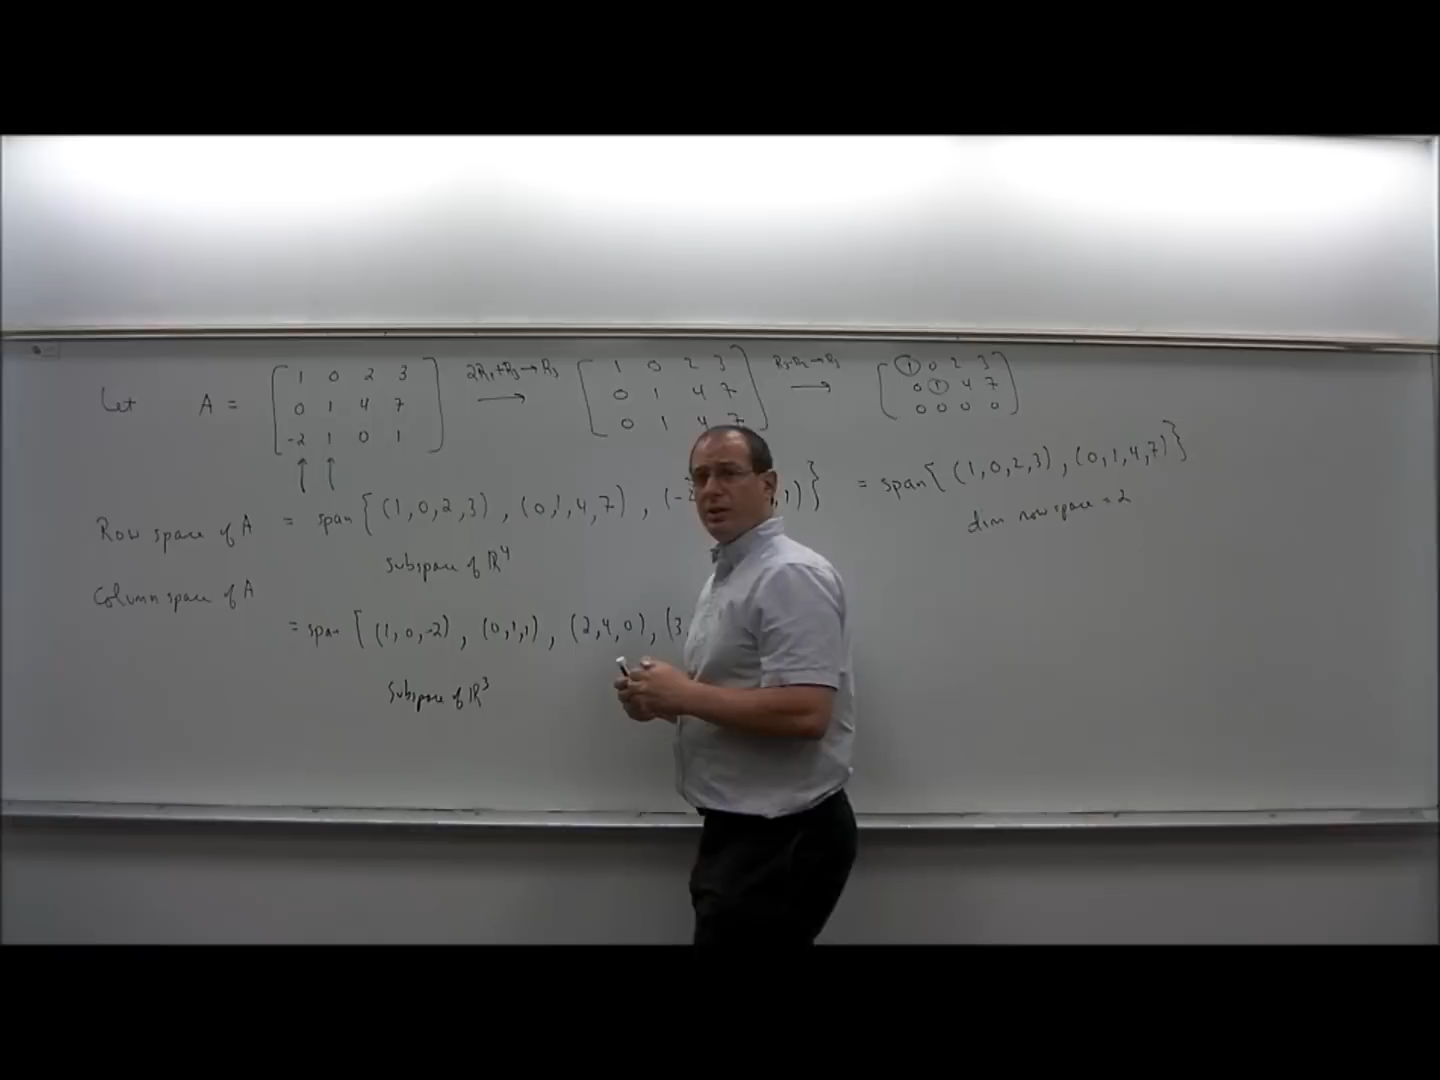 Let A = [ 1 0 2 3 ; 0 1 4 7 ; -2 1 0 1 ] 2R₁+R₃→R₃ ⟶ [ 1 0 2 3 ; 0 1 4 7 ; 0 1 4 7 ] R₃-R₂→R₃ ⟶ [ 1 0 2 3 ; 0 1 4 7 ; 0 0 0 0 ]
↑ ↑
Row space of A = span{ (1,0,2,3) , (0,1,4,7) , (-2 ,1)} = span{ (1,0,2,3) , (0,1,4,7)}
dim row space = 2
subspace of ℝ⁴
Column space of A
= span { (1,0,-2) , (0,1,1) , (2,4,0) , (3,
Subspace of ℝ³